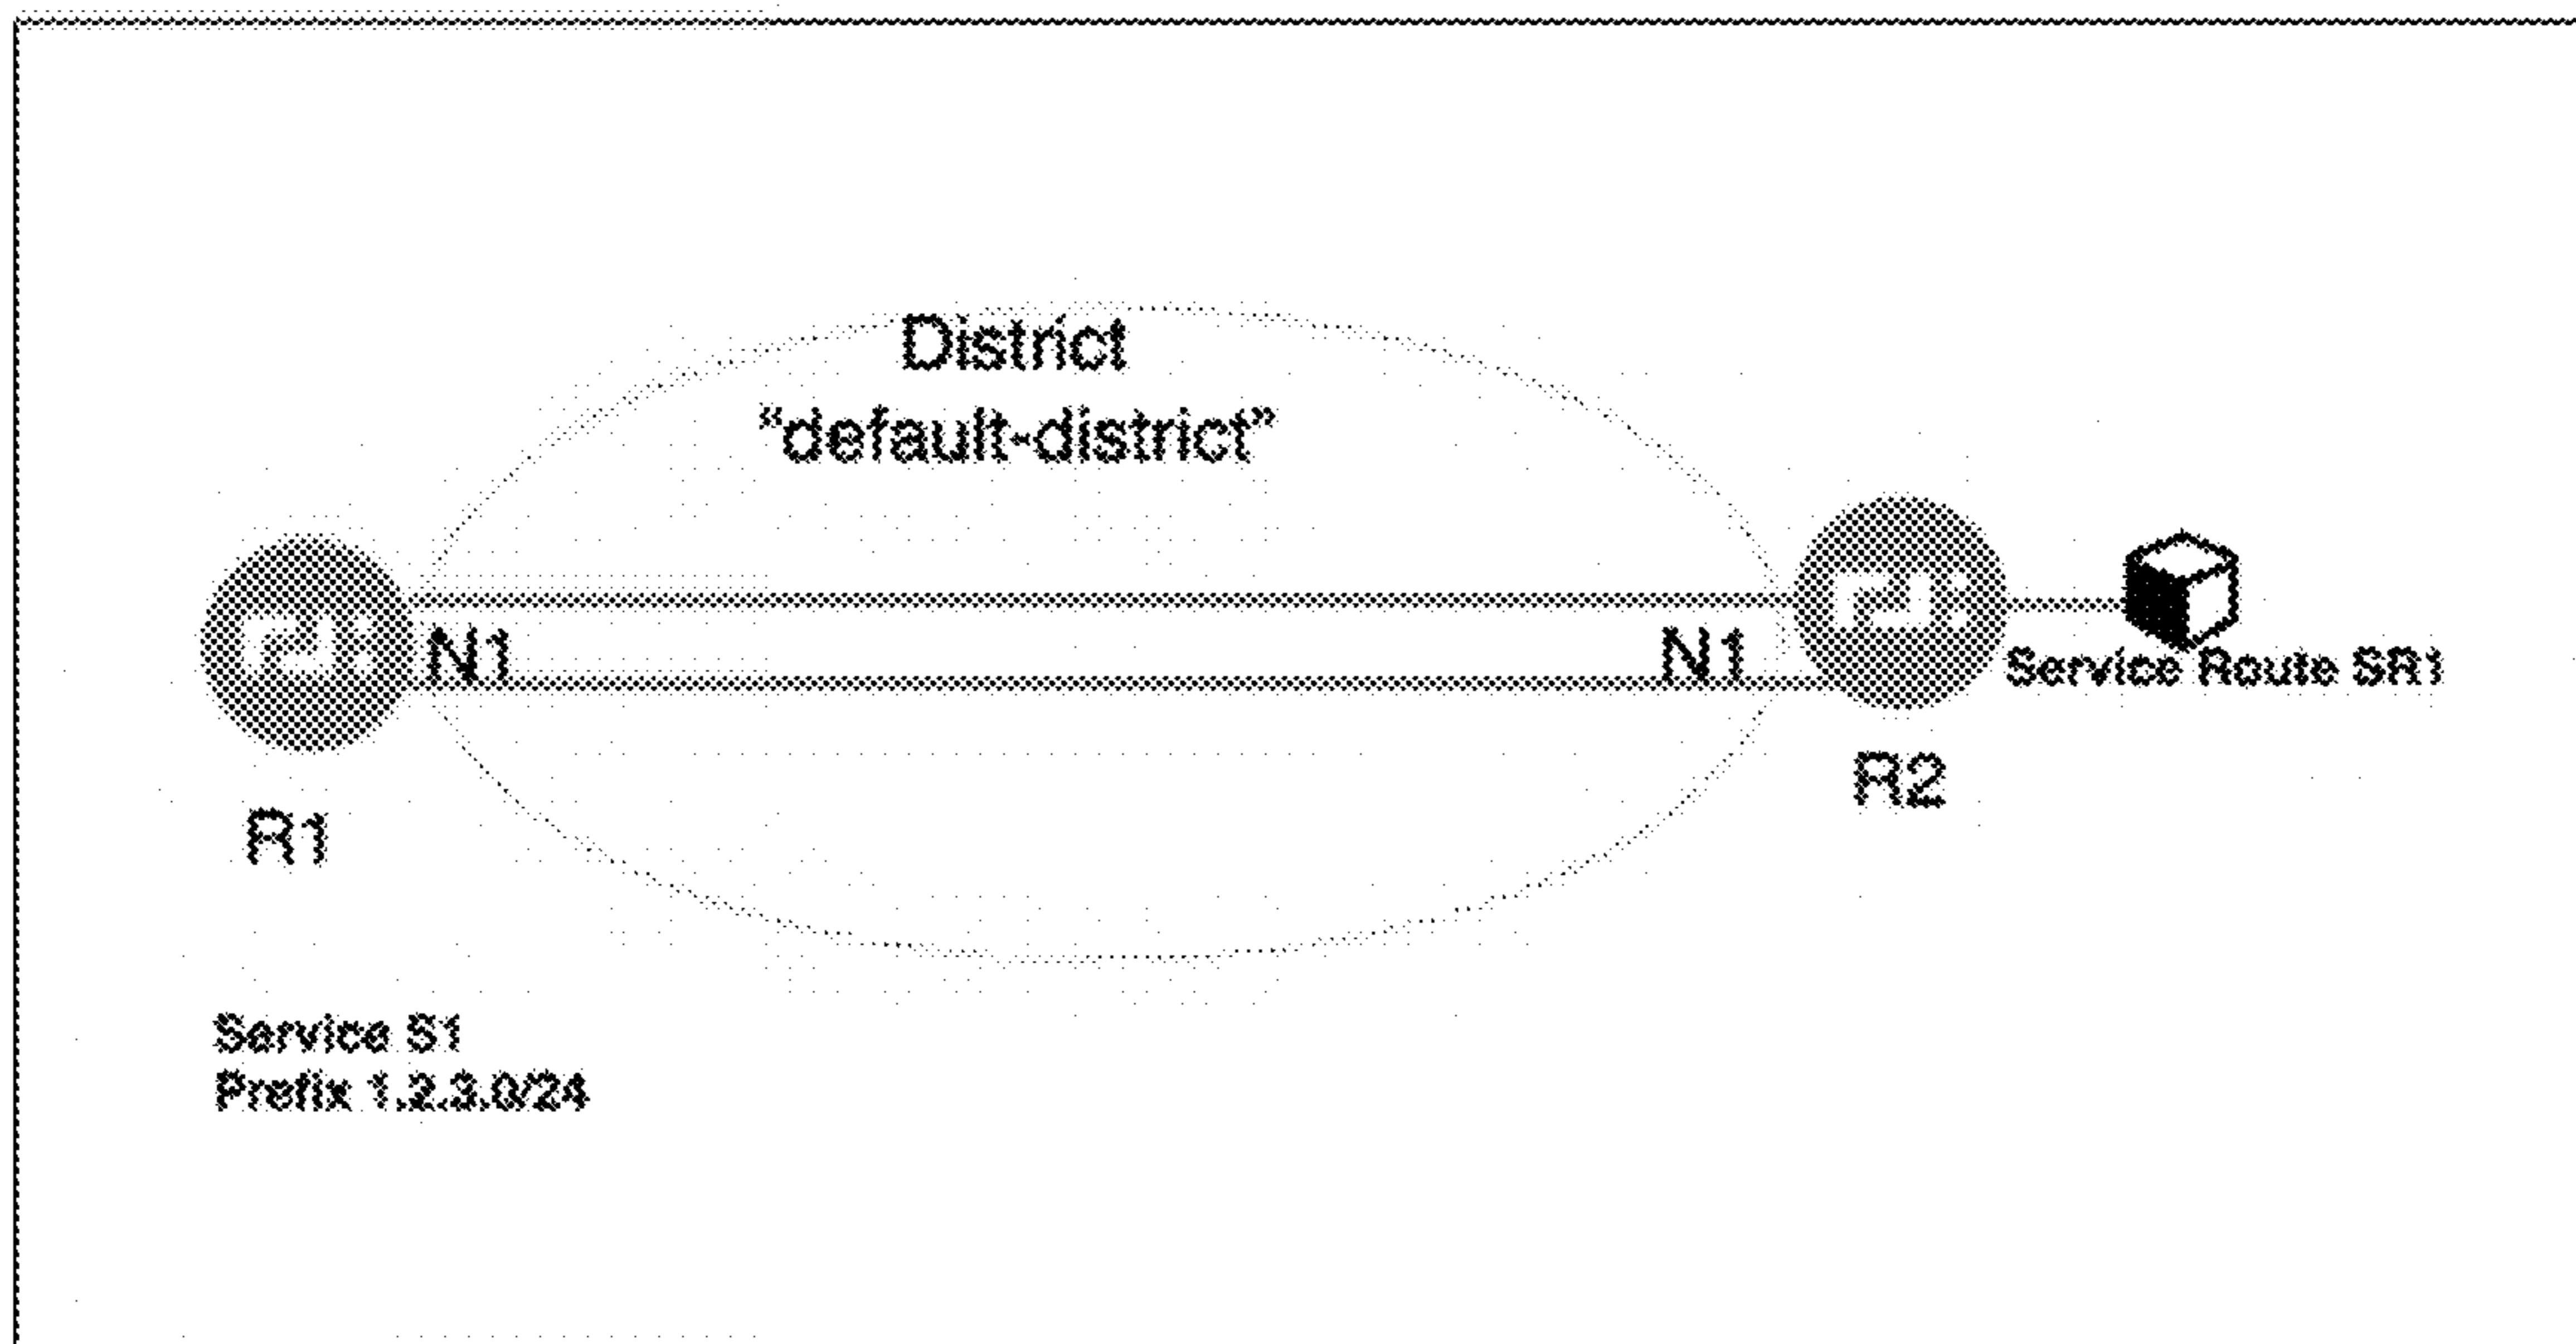 District
“default-district”
N1
N1
Service Route SR1
R2
R1
Service S1
Prefix 1.2.3.0/24